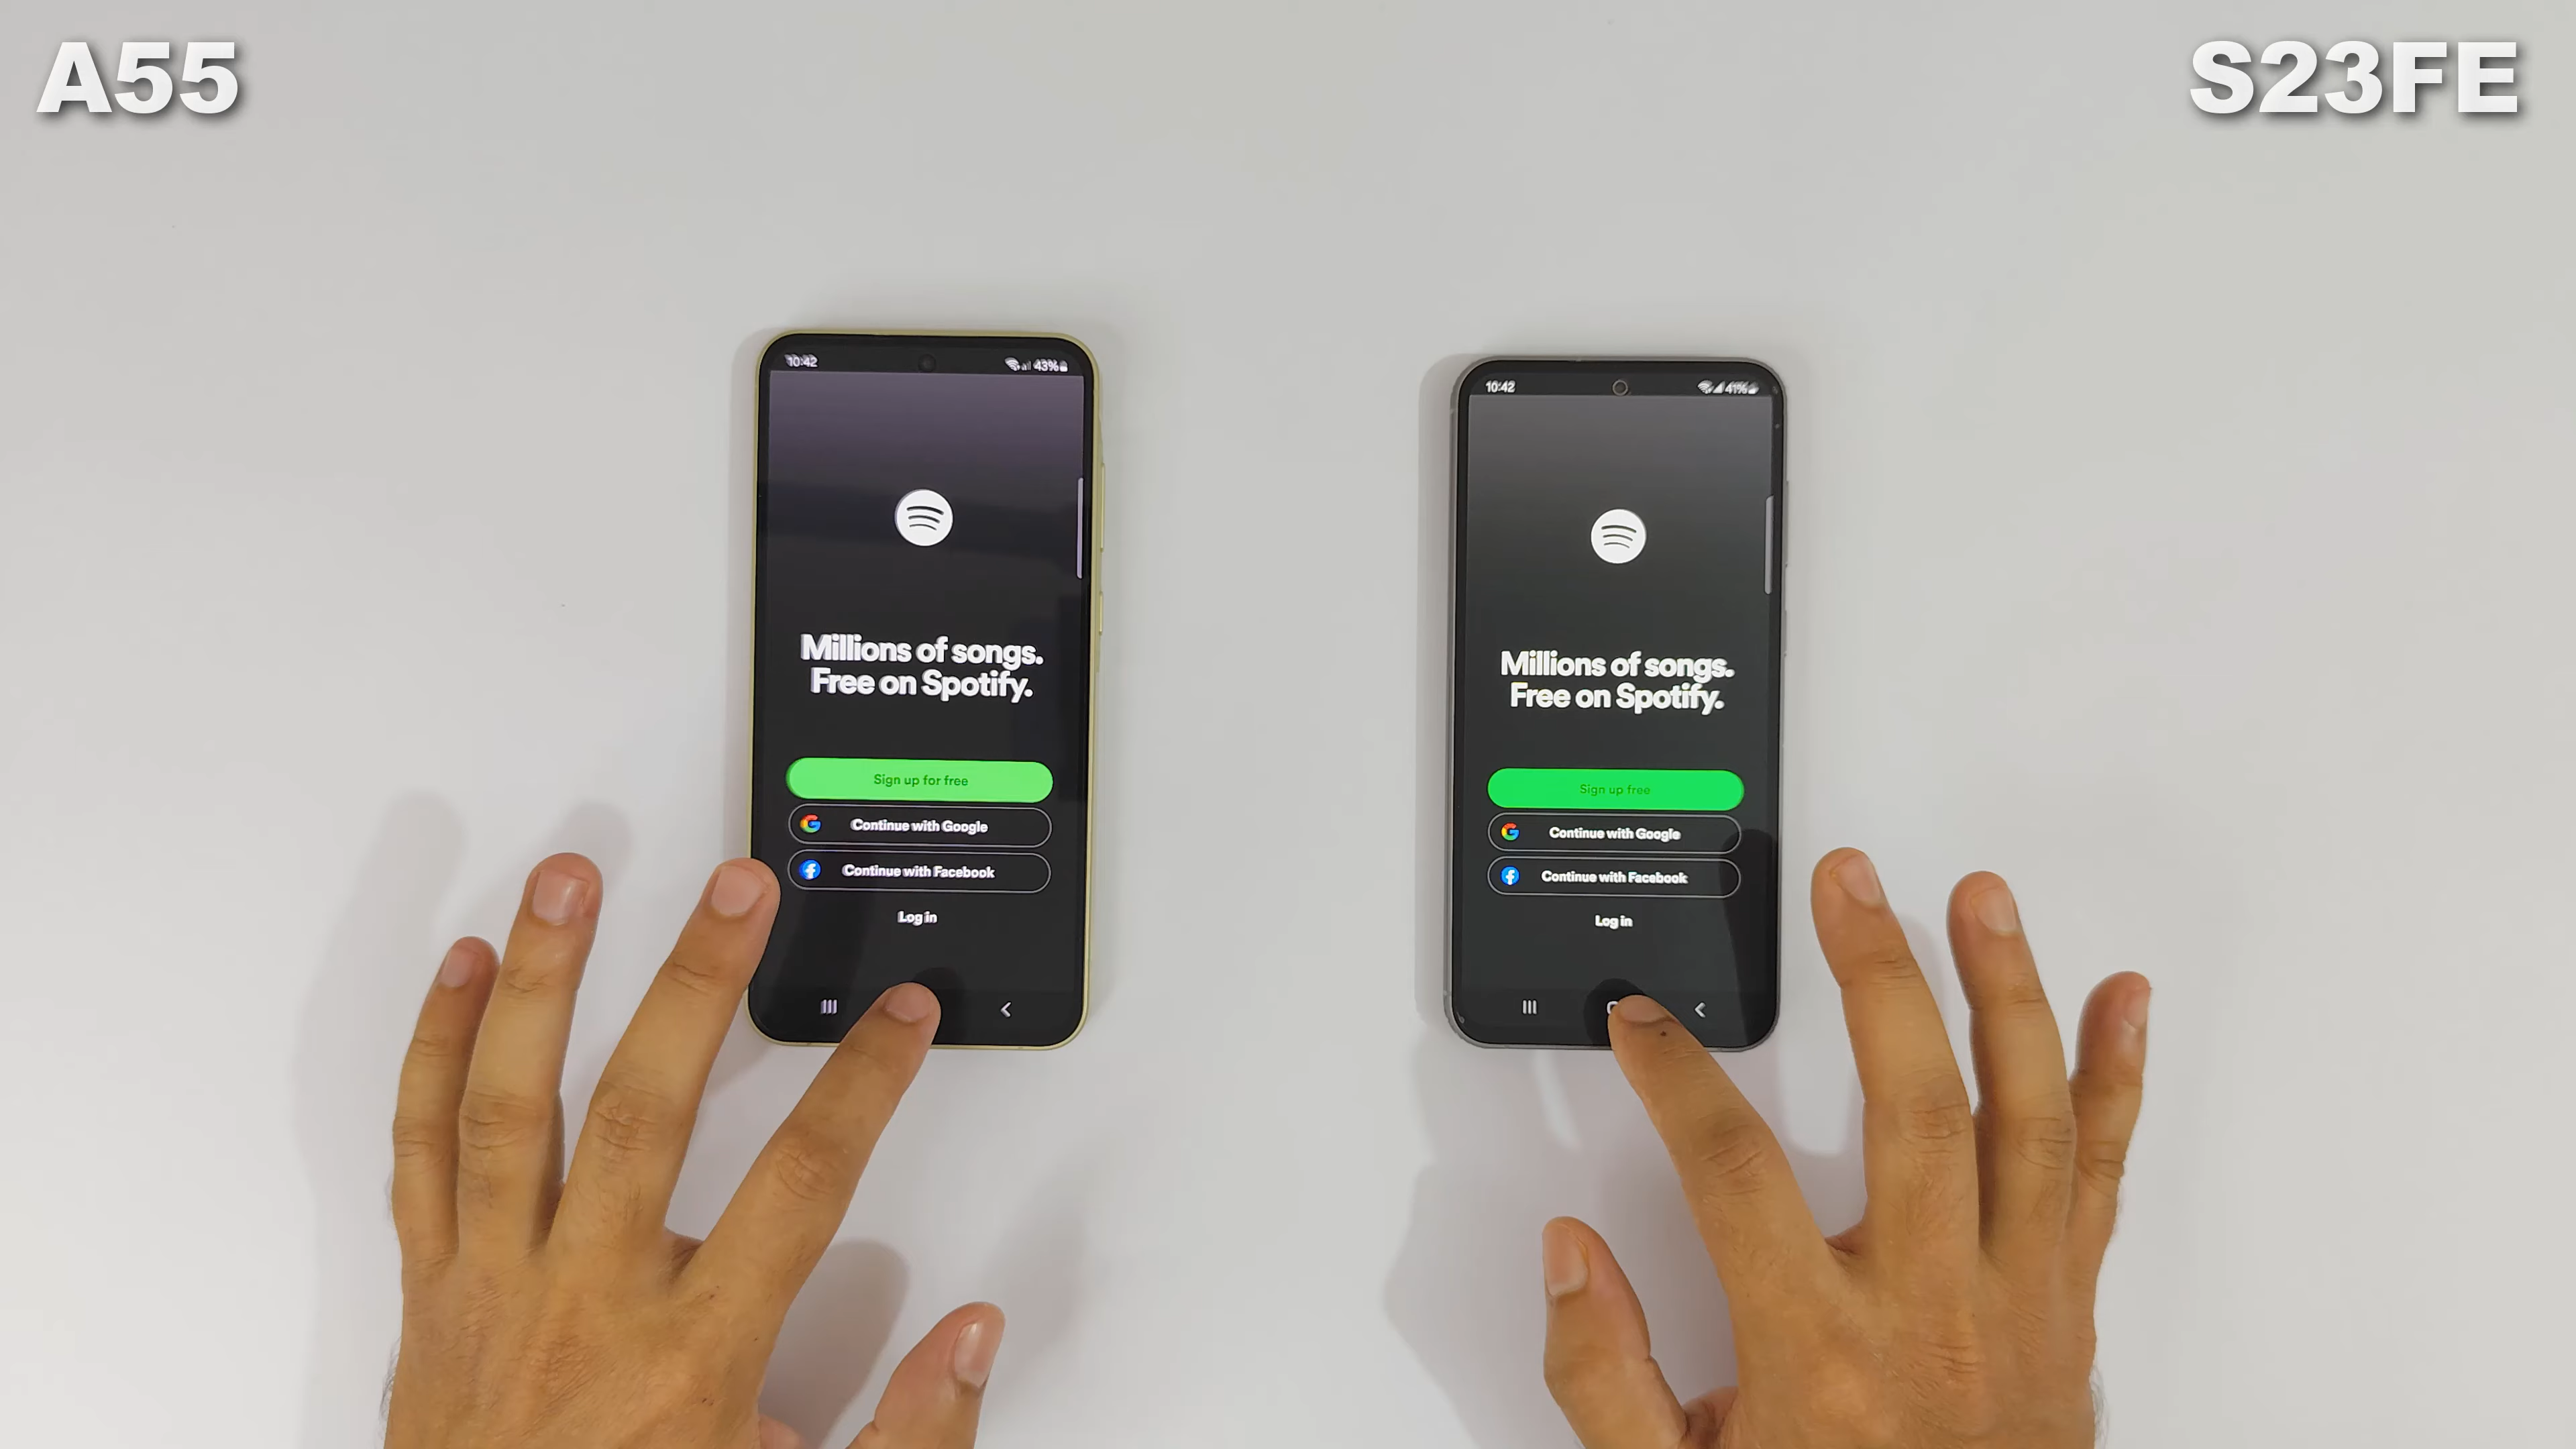 A55
S23FE
10:42
43%
Millions of songs.
Free on Spotify.
Sign up for free
Continue with Google
Continue with Facebook
Log in
10:42
41%
Millions of songs.
Free on Spotify.
Sign up free
Continue with Google
Continue with Facebook
Log in